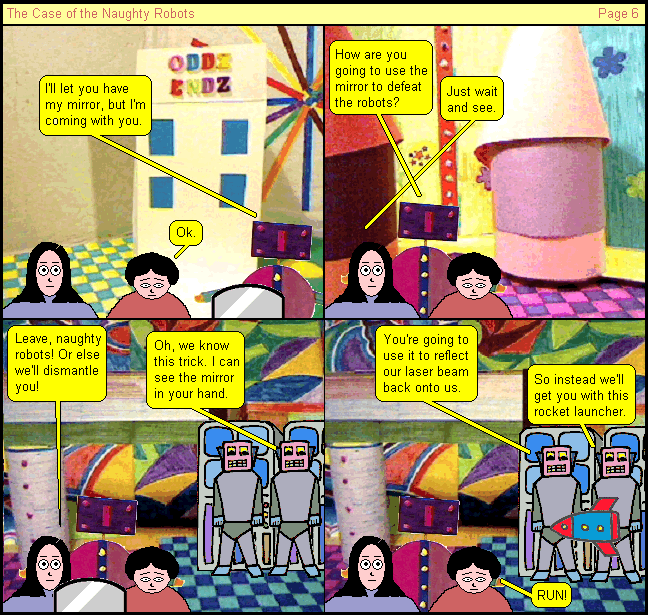 The Case of the Naughty Robots
Page 6
ODDZ
ENDZ
I'll let you have
my mirror, but I'm
coming with you.
Ok.
How are you
going to use the
mirror to defeat
the robots?
Just wait
and see.
Leave, naughty
robots! Or else
we'll dismantle
you!
Oh, we know
this trick. I can
see the mirror
in your hand.
You're going to
use it to reflect
our laser beam
back onto us.
So instead we'll
get you with this
rocket launcher.
RUN!